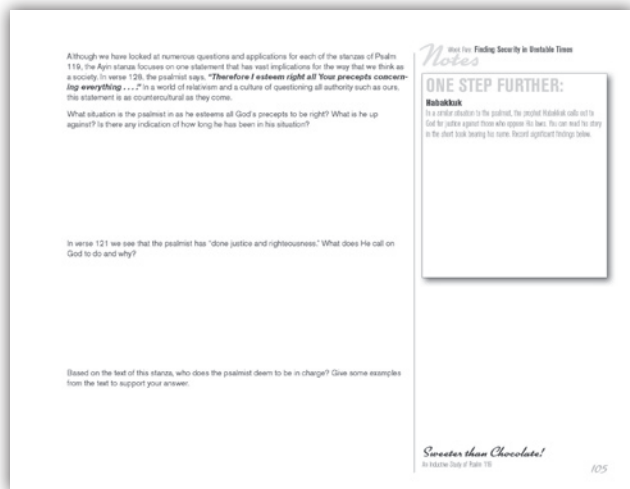 Although we have looked at numerous questions and applications for each of the stanzas of Psalm
119, the Ayin stanza focuses on one statement that has vast implications for the way that we think as
a society. In verse 128, the psalmist says, "Therefore I esteem right all Your precepts concern-
ing everything . . . ." In a world of relativism and a culture of questioning all authority such as ours,
this statement is as countercultural as they come.
What situation is the psalmist in as he esteems all God's precepts to be right? What is he up
against? Is there any indication of how long he has been in his situation?
In verse 121 we see that the psalmist has "done justice and righteousness." What does He call on
God to do and why?
Based on the text of this stanza, who does the psalmist deem to be in charge? Give some examples
from the text to support your answer.
Notes
Week Five: Finding Security in Unstable Times
ONE STEP FURTHER:
Habakkuk
In a similar situation to the psalmist, the prophet Habakkuk calls out to
God for justice against those who oppose His laws. You can read his story
in the short book bearing his name. Record significant findings below.
Sweeter than Chocolate!
An Inductive Study of Psalm 119
105